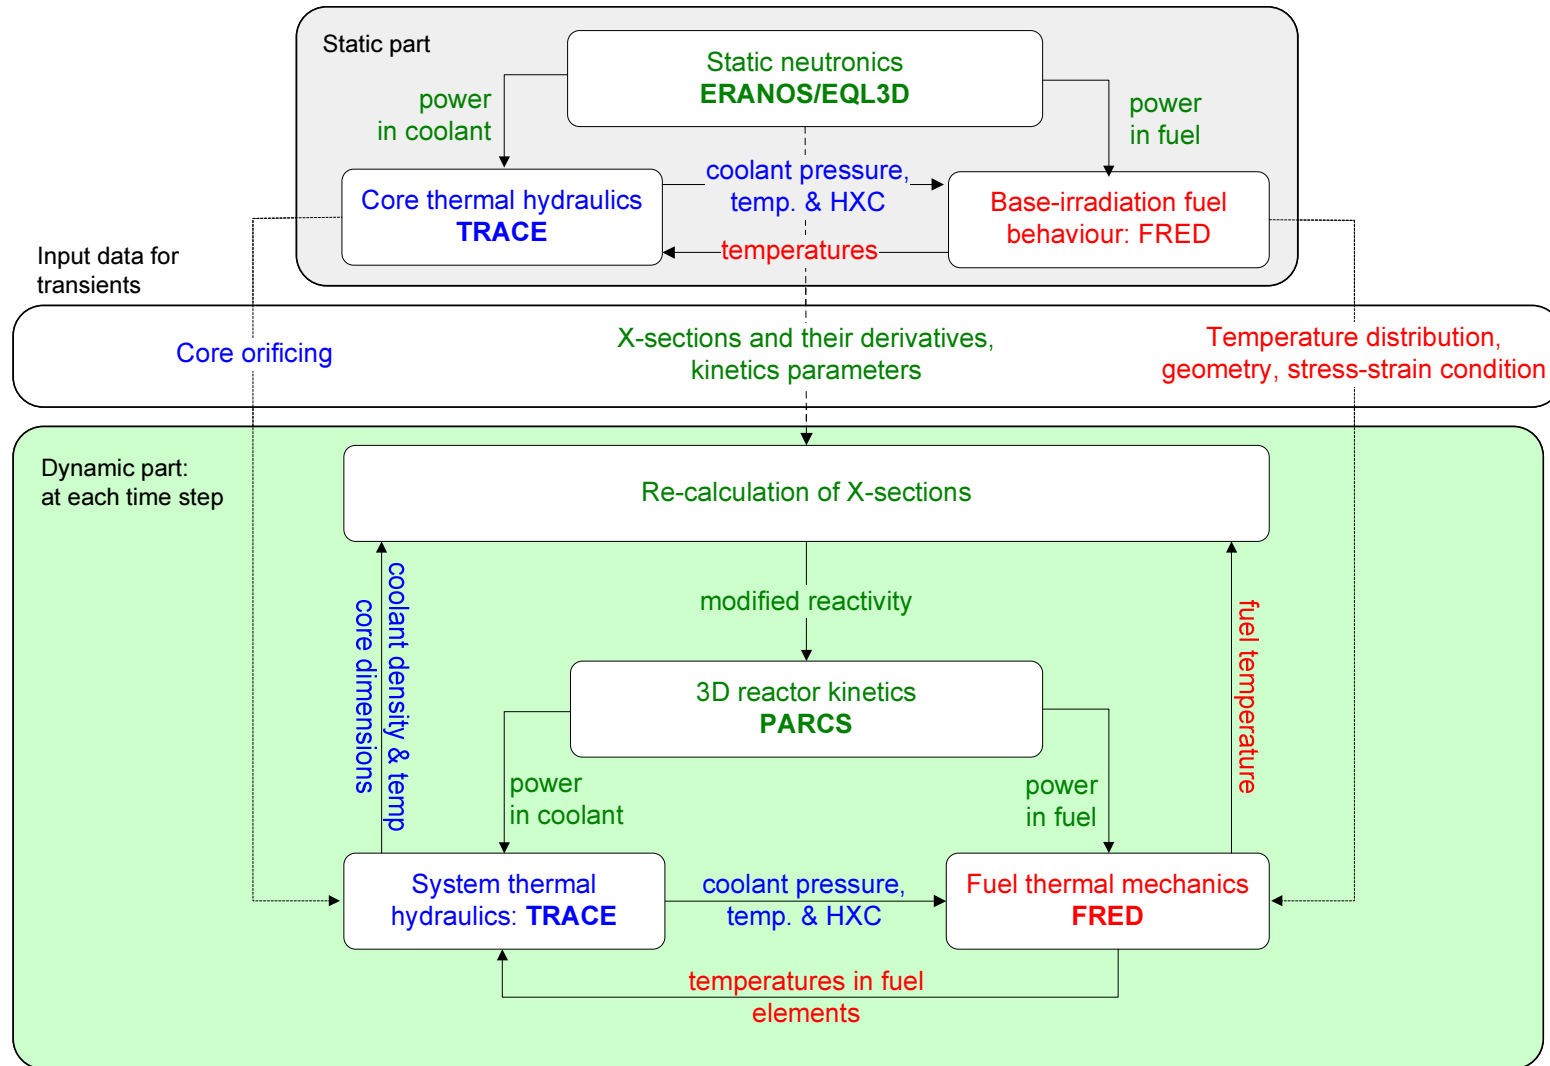 Static part
Static neutronics
ERANOS/EQL3D
power
in coolant
power
in fuel
coolant pressure,
temp. & HXC
Core thermal hydraulics
TRACE
Base-irradiation fuel
behaviour: FRED
temperatures
Input data for
transients
Core orificing
X-sections and their derivatives,
kinetics parameters
Temperature distribution,
geometry, stress-strain condition
Dynamic part:
at each time step
Re-calculation of X-sections
coolant density & temp
core dimensions
modified reactivity
fuel temperature
3D reactor kinetics
PARCS
power
in coolant
power
in fuel
System thermal
hydraulics: TRACE
coolant pressure,
temp. & HXC
Fuel thermal mechanics
FRED
temperatures in fuel
elements